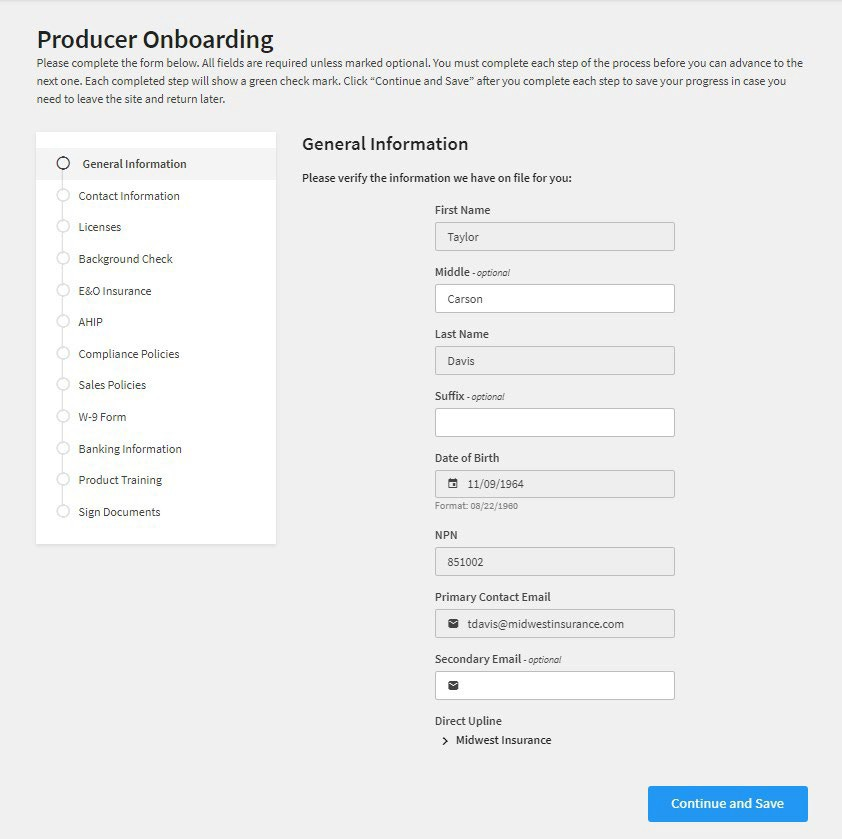 Producer Onboarding
Please complete the form below. All fields are required unless marked optional. You must complete each step of the process before you can advance to the
next one. Each completed step will show a green check mark. Click “Continue and Save” after you complete each step to save your progress in case you
need to leave the site and return later.
General Information
Contact Information
Licenses
Background Check
E&O Insurance
AHIP
Compliance Policies
Sales Policies
W-9 Form
Banking Information
Product Training
Sign Documents
General Information
Please verify the information we have on file for you:
First Name
Taylor
Middle - optional
Carson
Last Name
Davis
Suffix - optional
Date of Birth
11/09/1964
Format: 08/22/1960
NPN
851002
Primary Contact Email
tdavis@midwestinsurance.com
Secondary Email - optional
Direct Upline
Midwest Insurance
Continue and Save